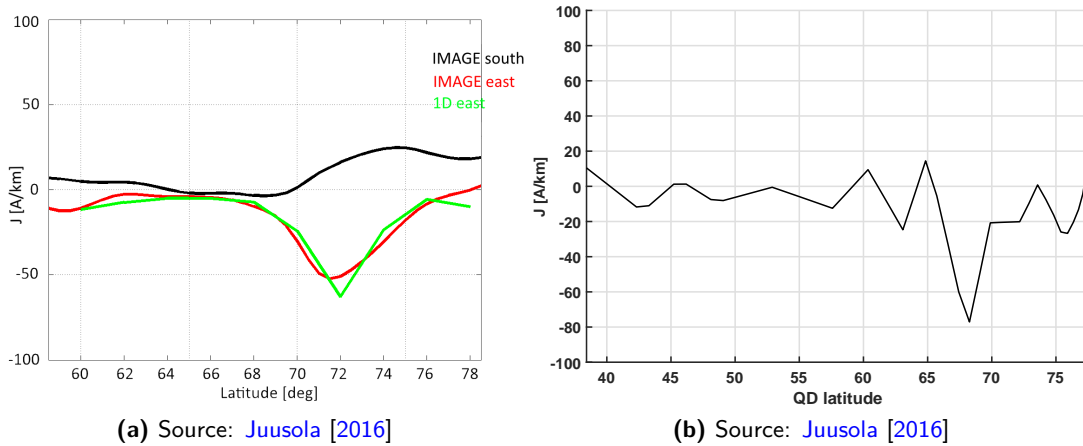 100
50
0
-50
-100
J [A/km]
60 62 64 66 68 70 72 74 76 78
Latitude [deg]
IMAGE south
IMAGE east
1D east
(a) Source: Juusola [2016]
100
80
60
40
20
0
-20
-40
-60
-80
-100
J [A/km]
40 45 50 55 60 65 70 75
QD latitude
(b) Source: Juusola [2016]